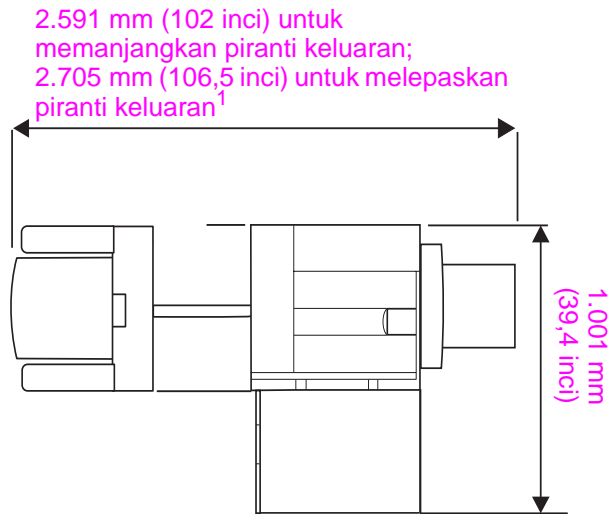 2.591 mm (102 inci) untuk
memanjangkan piranti keluaran;
2.705 mm (106,5 inci) untuk melepaskan
piranti keluaran1
1.001 mm
(39,4 inci)